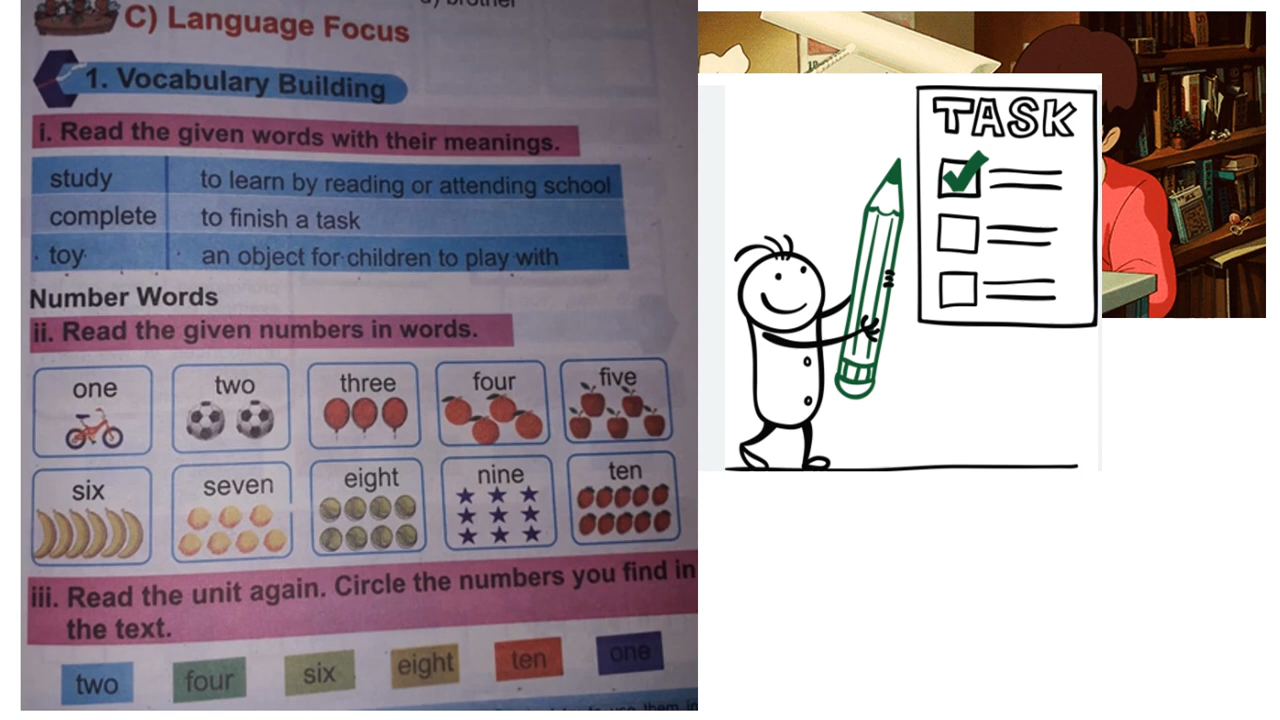 C) Language Focus
1. Vocabulary Building
i. Read the given words with their meanings.
study to learn by reading or attending school
complete to finish a task
toy an object for children to play with
Number Words
ii. Read the given numbers in words.
one two three four five
six seven eight nine ten
iii. Read the unit again. Circle the numbers you find in
the text.
two four six eight ten one
TASK